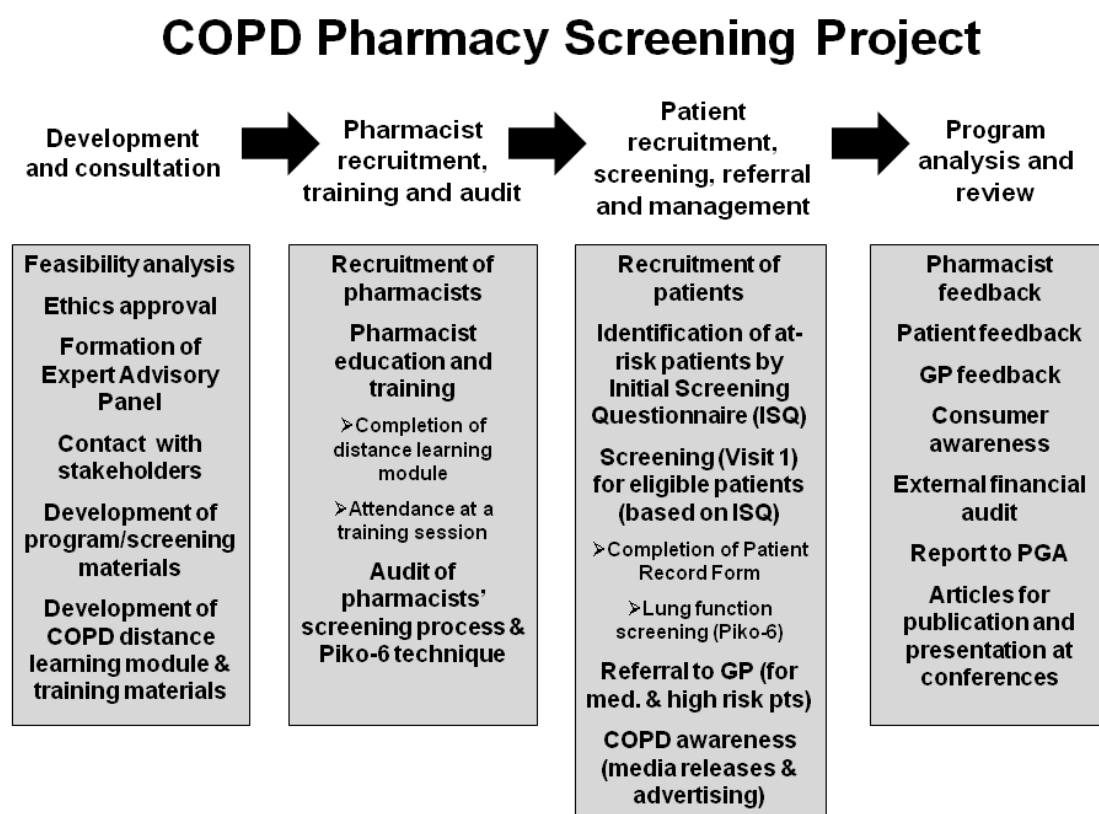 COPD Pharmacy Screening Project
Development
and consultation
Pharmacist
recruitment,
training and audit
Patient
recruitment,
screening, referral
and management
Program
analysis and
review
Feasibility analysis
Ethics approval
Formation of
Expert Advisory
Panel
Contact with
stakeholders
Development of
program/screening
materials
Development of
COPD distance
learning module &
training materials
Recruitment of
pharmacists
Pharmacist
education and
training
➢Completion of
distance learning
module
➢Attendance at a
training session
Audit of
pharmacists’
screening process &
Piko-6 technique
Recruitment of
patients
Identification of at-
risk patients by
Initial Screening
Questionnaire (ISQ)
Screening (Visit 1)
for eligible patients
(based on ISQ)
➢Completion of Patient
Record Form
➢Lung function
screening (Piko-6)
Referral to GP (for
med. & high risk pts)
COPD awareness
(media releases &
advertising)
Pharmacist
feedback
Patient feedback
GP feedback
Consumer
awareness
External financial
audit
Report to PGA
Articles for
publication and
presentation at
conferences